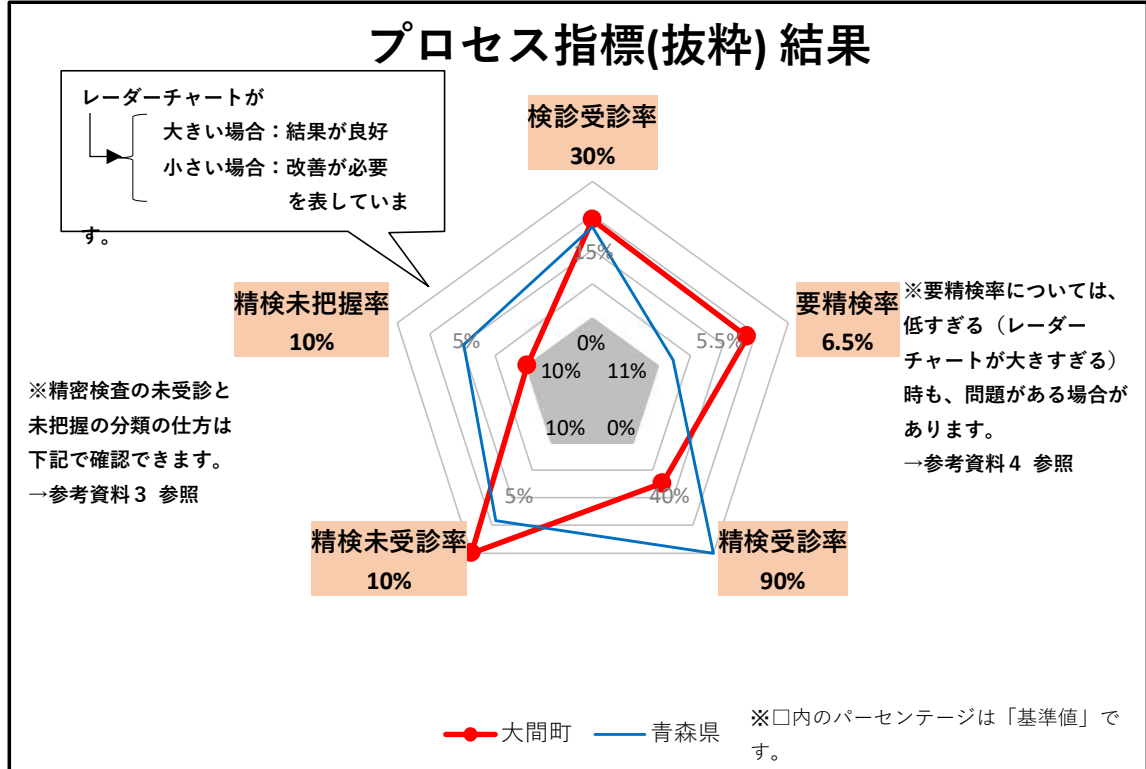 プロセス指標(抜粋) 結果
レーダーチャートが
大きい場合：結果が良好
小さい場合：改善が必要
を表していま
す。
検診受診率
30%
15%
精検未把握率
10%
5%
5.5%
要精検率
6.5%
※要精検率については、
低すぎる（レーダー
チャートが大きすぎる）
時も、問題がある場合が
あります。
→参考資料４ 参照
0%
10%
11%
10%
0%
※精密検査の未受診と
未把握の分類の仕方は
下記で確認できます。
→参考資料３ 参照
5%
40%
精検未受診率
10%
精検受診率
90%
大間町
青森県
※□内のパーセンテージは「基準値」で
す。